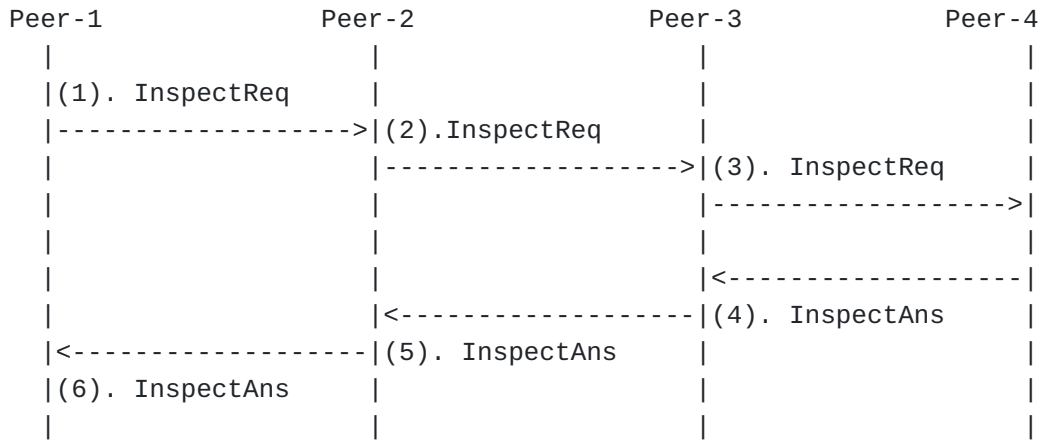 Peer-1 Peer-2 Peer-3 Peer-4
(1). InspectReq
(2).InspectReq
(3). InspectReq
(4). InspectAns
(5). InspectAns
(6). InspectAns